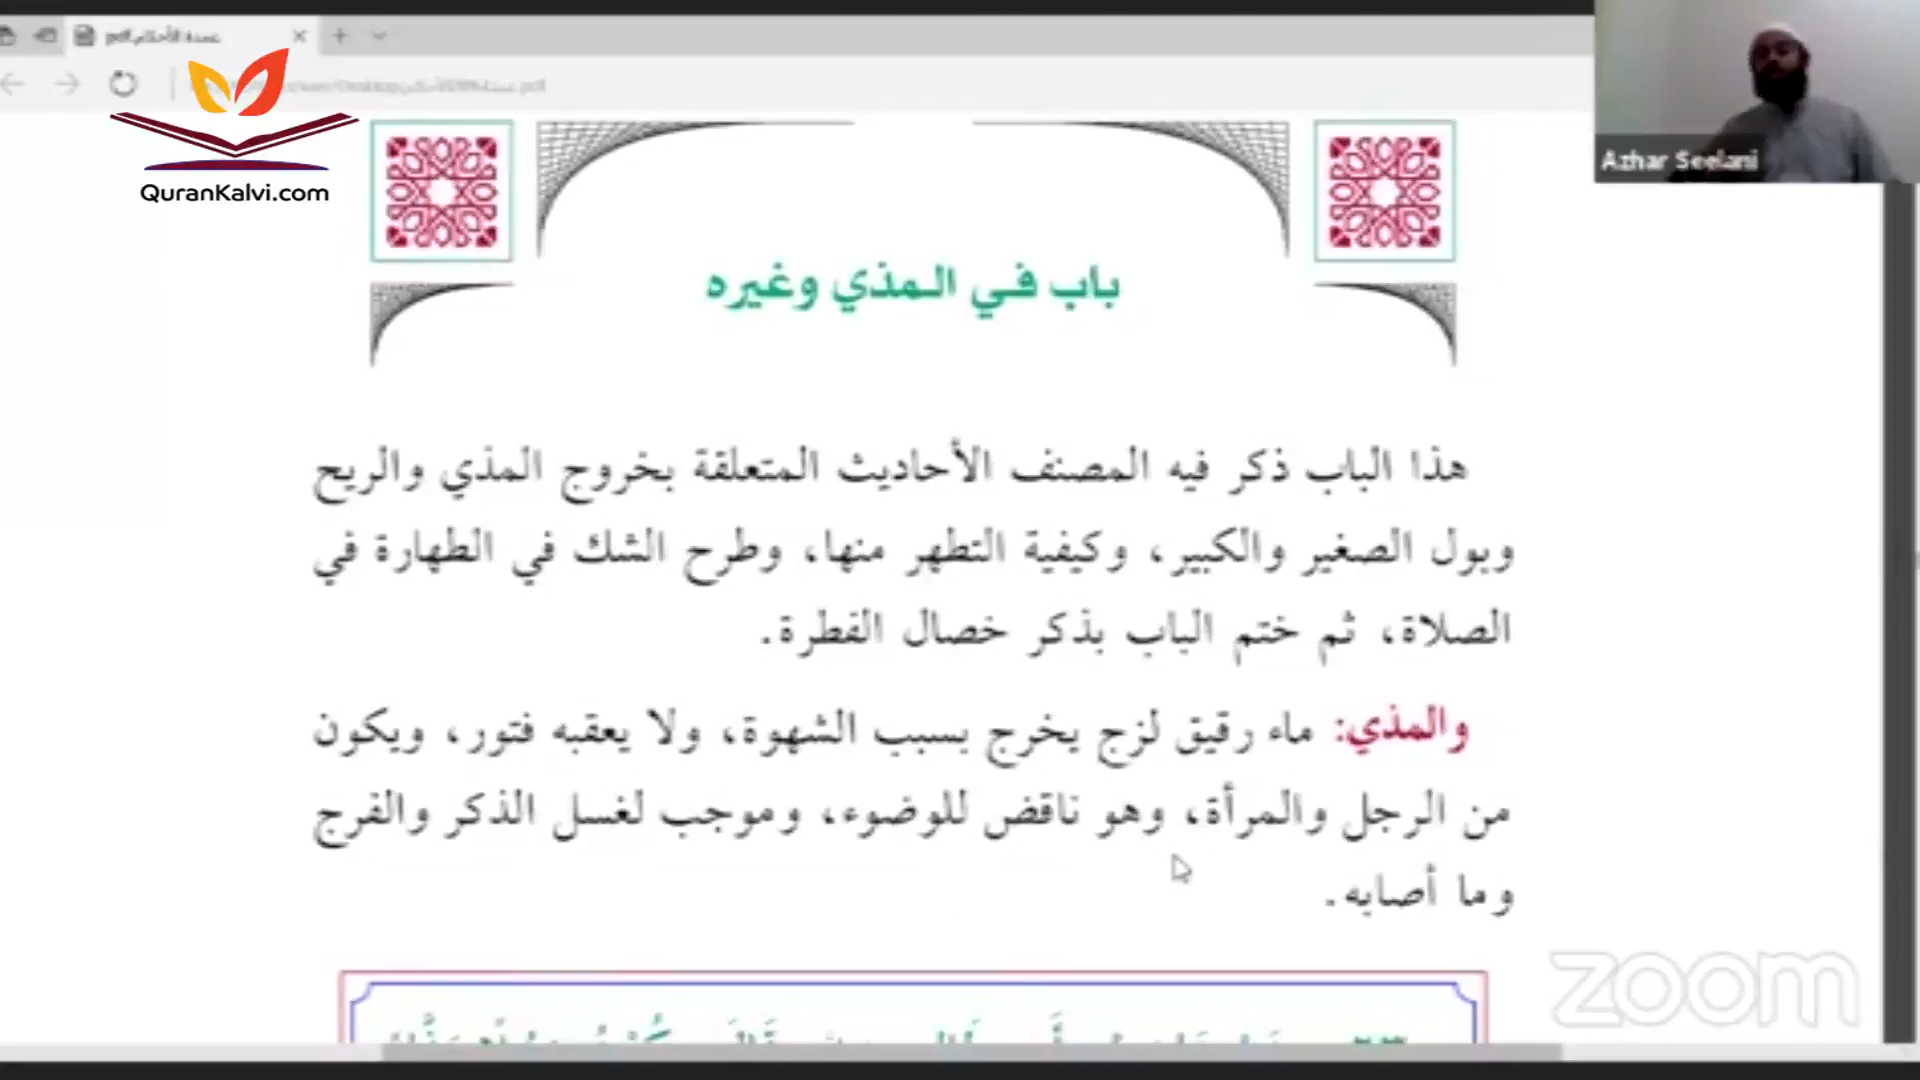 عمدة الأحكام.pdf
QuranKalvi.com
Azhar Seelani
باب في المذي وغيره
هذا الباب ذكر فيه المصنف الأحاديث المتعلقة بخروج المذي والريح
وبول الصغير والكبير، وكيفية التطهر منها، وطرح الشك في الطهارة في
الصلاة، ثم ختم الباب بذكر خصال الفطرة.
والمذي: ماء رقيق لزج يخرج بسبب الشهوة، ولا يعقبه فتور، ويكون
من الرجل والمرأة، وهو ناقض للوضوء، وموجب لغسل الذكر والفرج
وما أصابه.
zoom